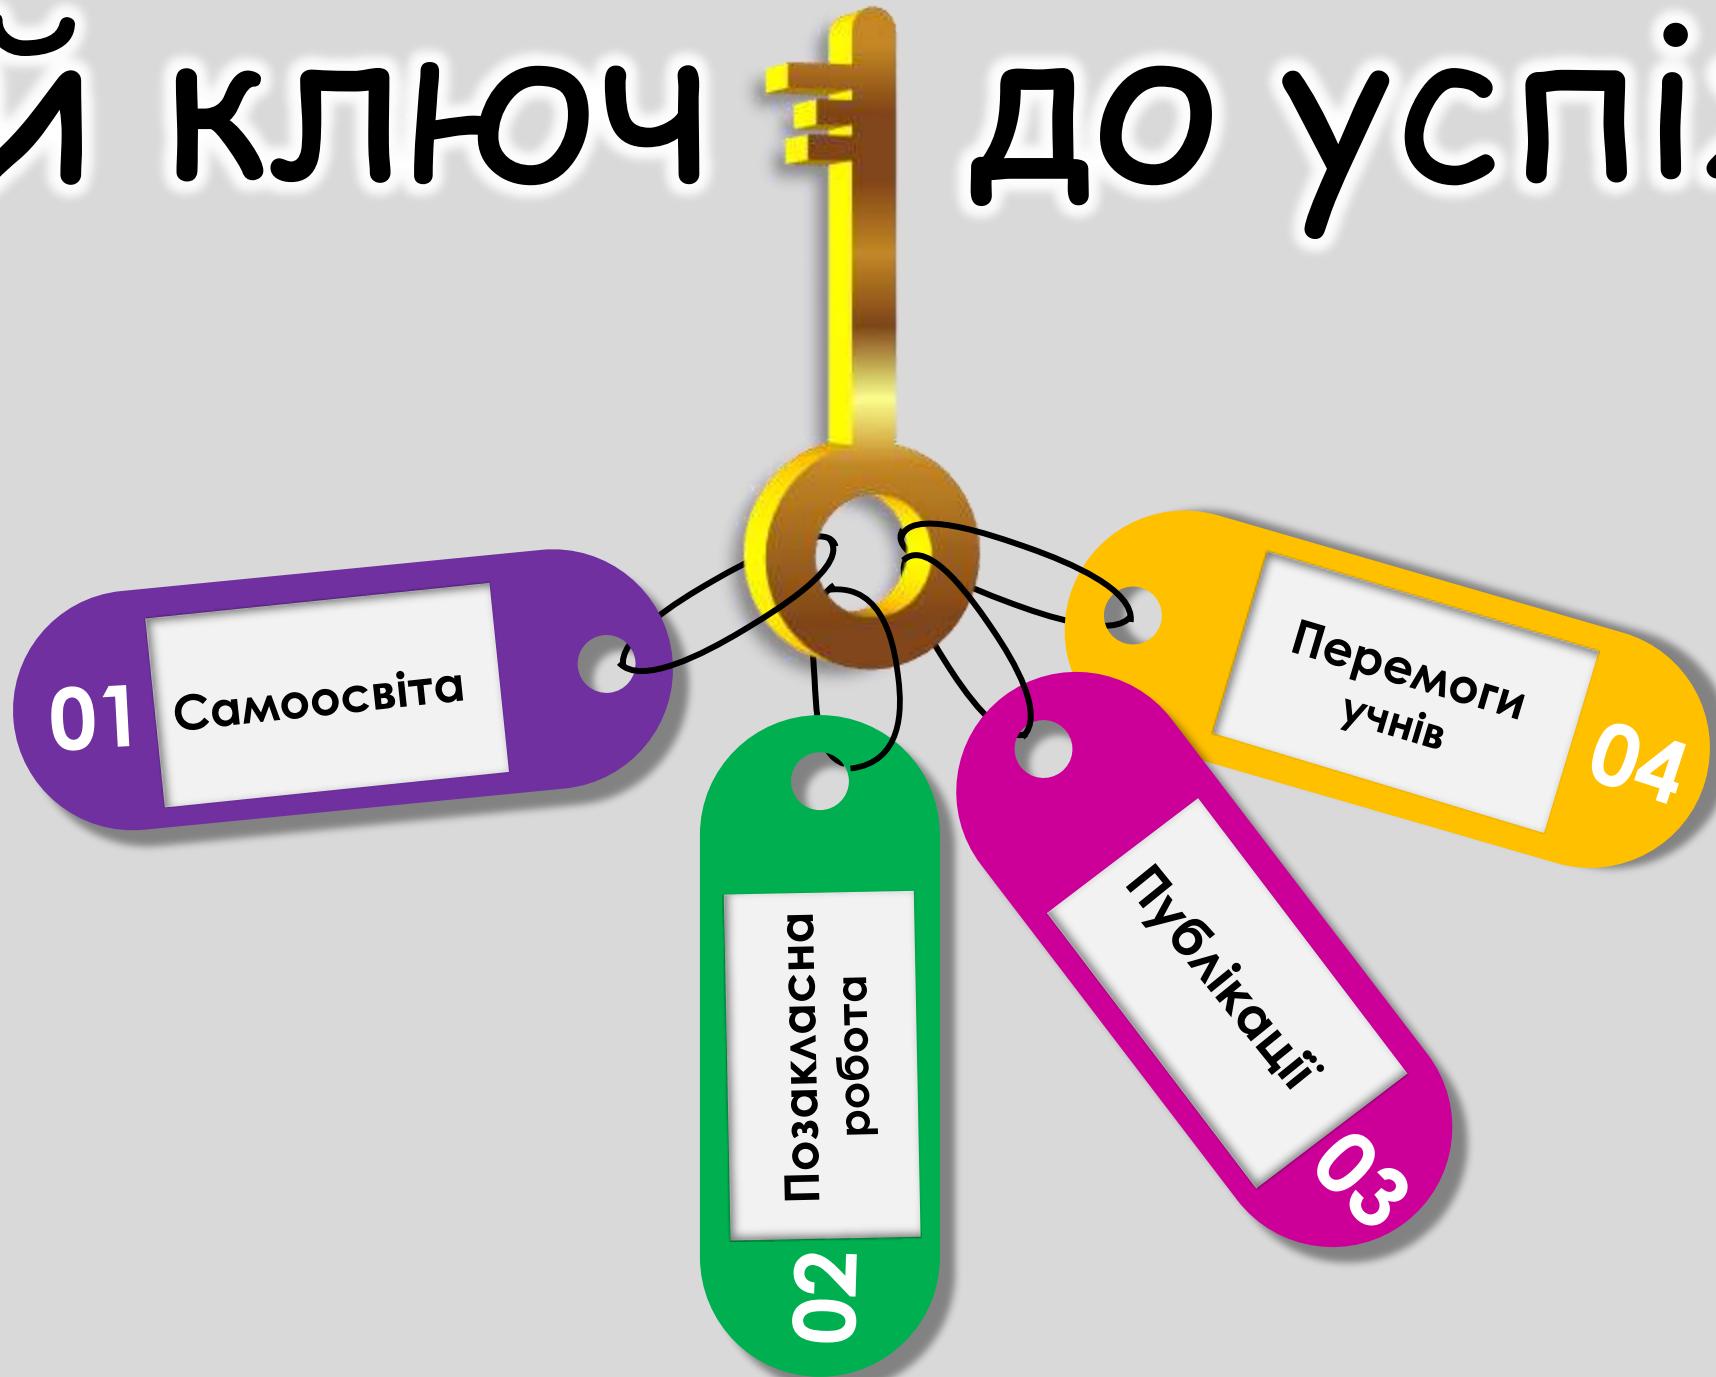 й ключ до успі
01
Самоосвіта
Позакласна
робота
02
Публікації
03
Перемоги
учнів
04